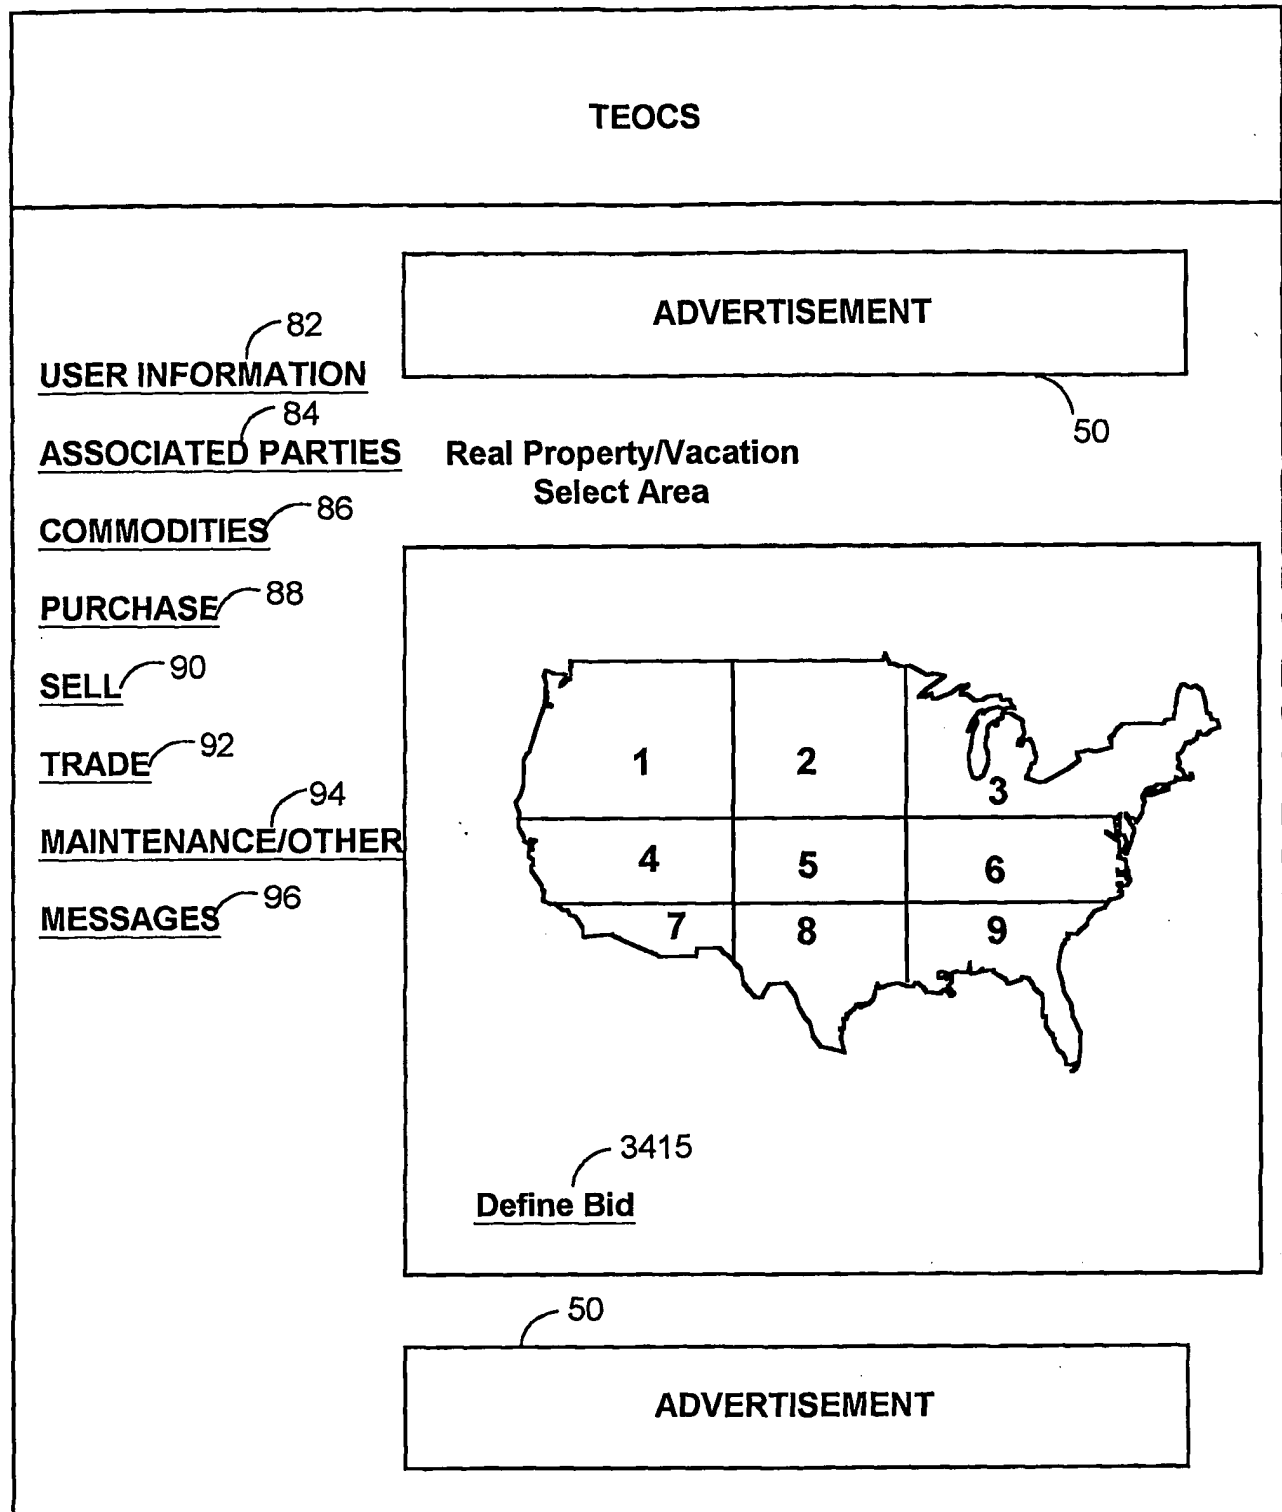 TEOCS
ADVERTISEMENT
50
82
USER INFORMATION
84
ASSOCIATED PARTIES
86
COMMODITIES
88
PURCHASE
90
SELL
92
TRADE
94
MAINTENANCE/OTHER
96
MESSAGES
Real Property/Vacation
Select Area
1 2 3
4 5 6
7 8 9
3415
Define Bid
50
ADVERTISEMENT